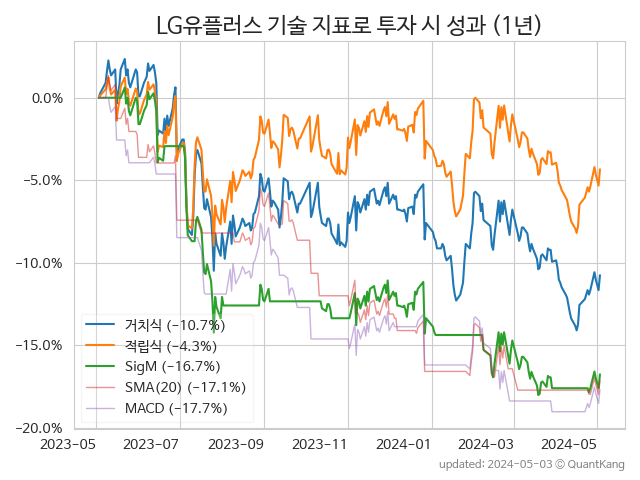 LG유플러스 기술 지표로 투자 시 성과 (1년)
0.0%
−5.0%
−10.0%
−15.0%
−20.0%
거치식 (−10.7%)
적립식 (−4.3%)
SigM (−16.7%)
SMA(20) (−17.1%)
MACD (−17.7%)
2023-05 2023-07 2023-09 2023-11 2024-01 2024-03 2024-05
updated: 2024-05-03 © QuantKang